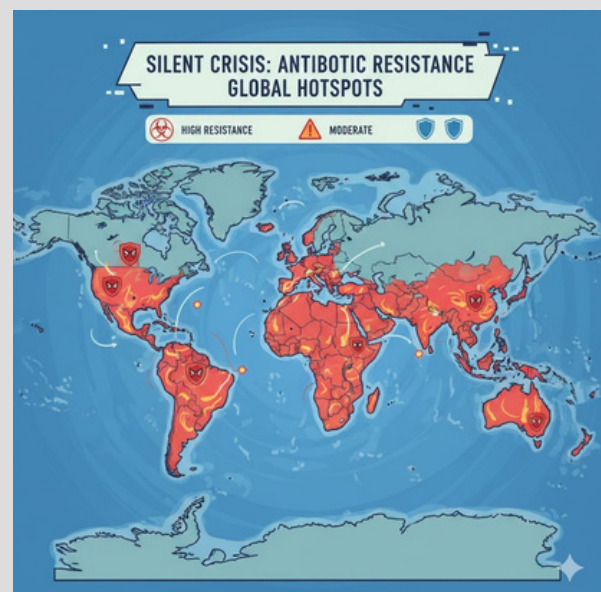 SILENT CRISIS: ANTIBOTIC RESISTANCE
GLOBAL HOTSPOTS
HIGH RESISTANCE
MODERATE